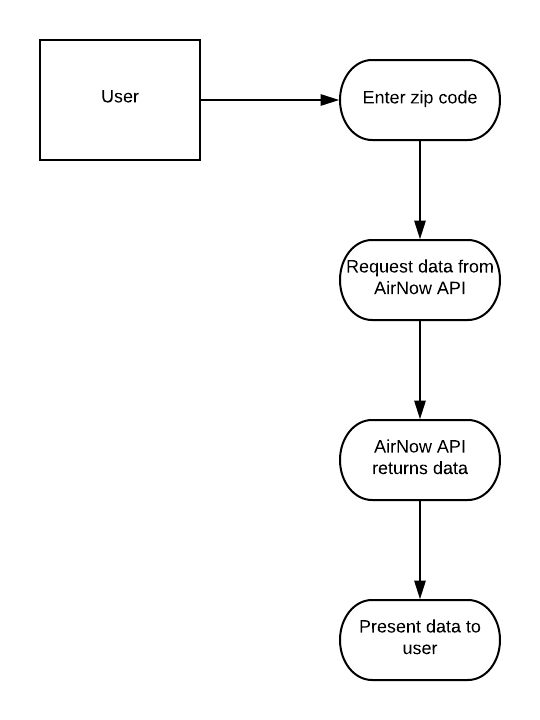 User
Enter zip code
Request data from
AirNow API
AirNow API
returns data
Present data to
user